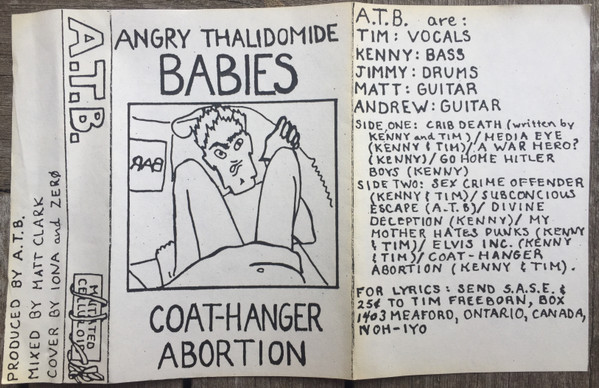 PRODUCED BY A.T.B.
MIXED BY MATT CLARK
COVER BY IONA and ZERØ
A.T.B.
MUTILATED
ANGRY THALIDOMIDE
BABIES
BAR
COAT-HANGER
ABORTION
A.T.B. are:
TIM: VOCALS
KENNY: BASS
JIMMY: DRUMS
MATT: GUITAR
ANDREW: GUITAR
SIDE ONE: CRIB DEATH (written by
KENNY and TIM)/MEDIA EYE
(KENNY & TIM)/A WAR HERO?
(KENNY)/GO HOME HITLER
BOYS (KENNY)
SIDE TWO: SEX CRIME OFFENDER
(KENNY & TIM)/SUBCONCIOUS
ESCAPE (A.T.B)/DIVINE
DECEPTION (KENNY)/MY
MOTHER HATES PUNKS (KENNY
& TIM)/ELVIS INC. (KENNY
& TIM)/COAT-HANGER
ABORTION (KENNY & TIM).
FOR LYRICS: SEND S.A.S.E. &
25¢ TO TIM FREEBORN, BOX
1403 MEAFORD, ONTARIO, CANADA,
NOH-IYO